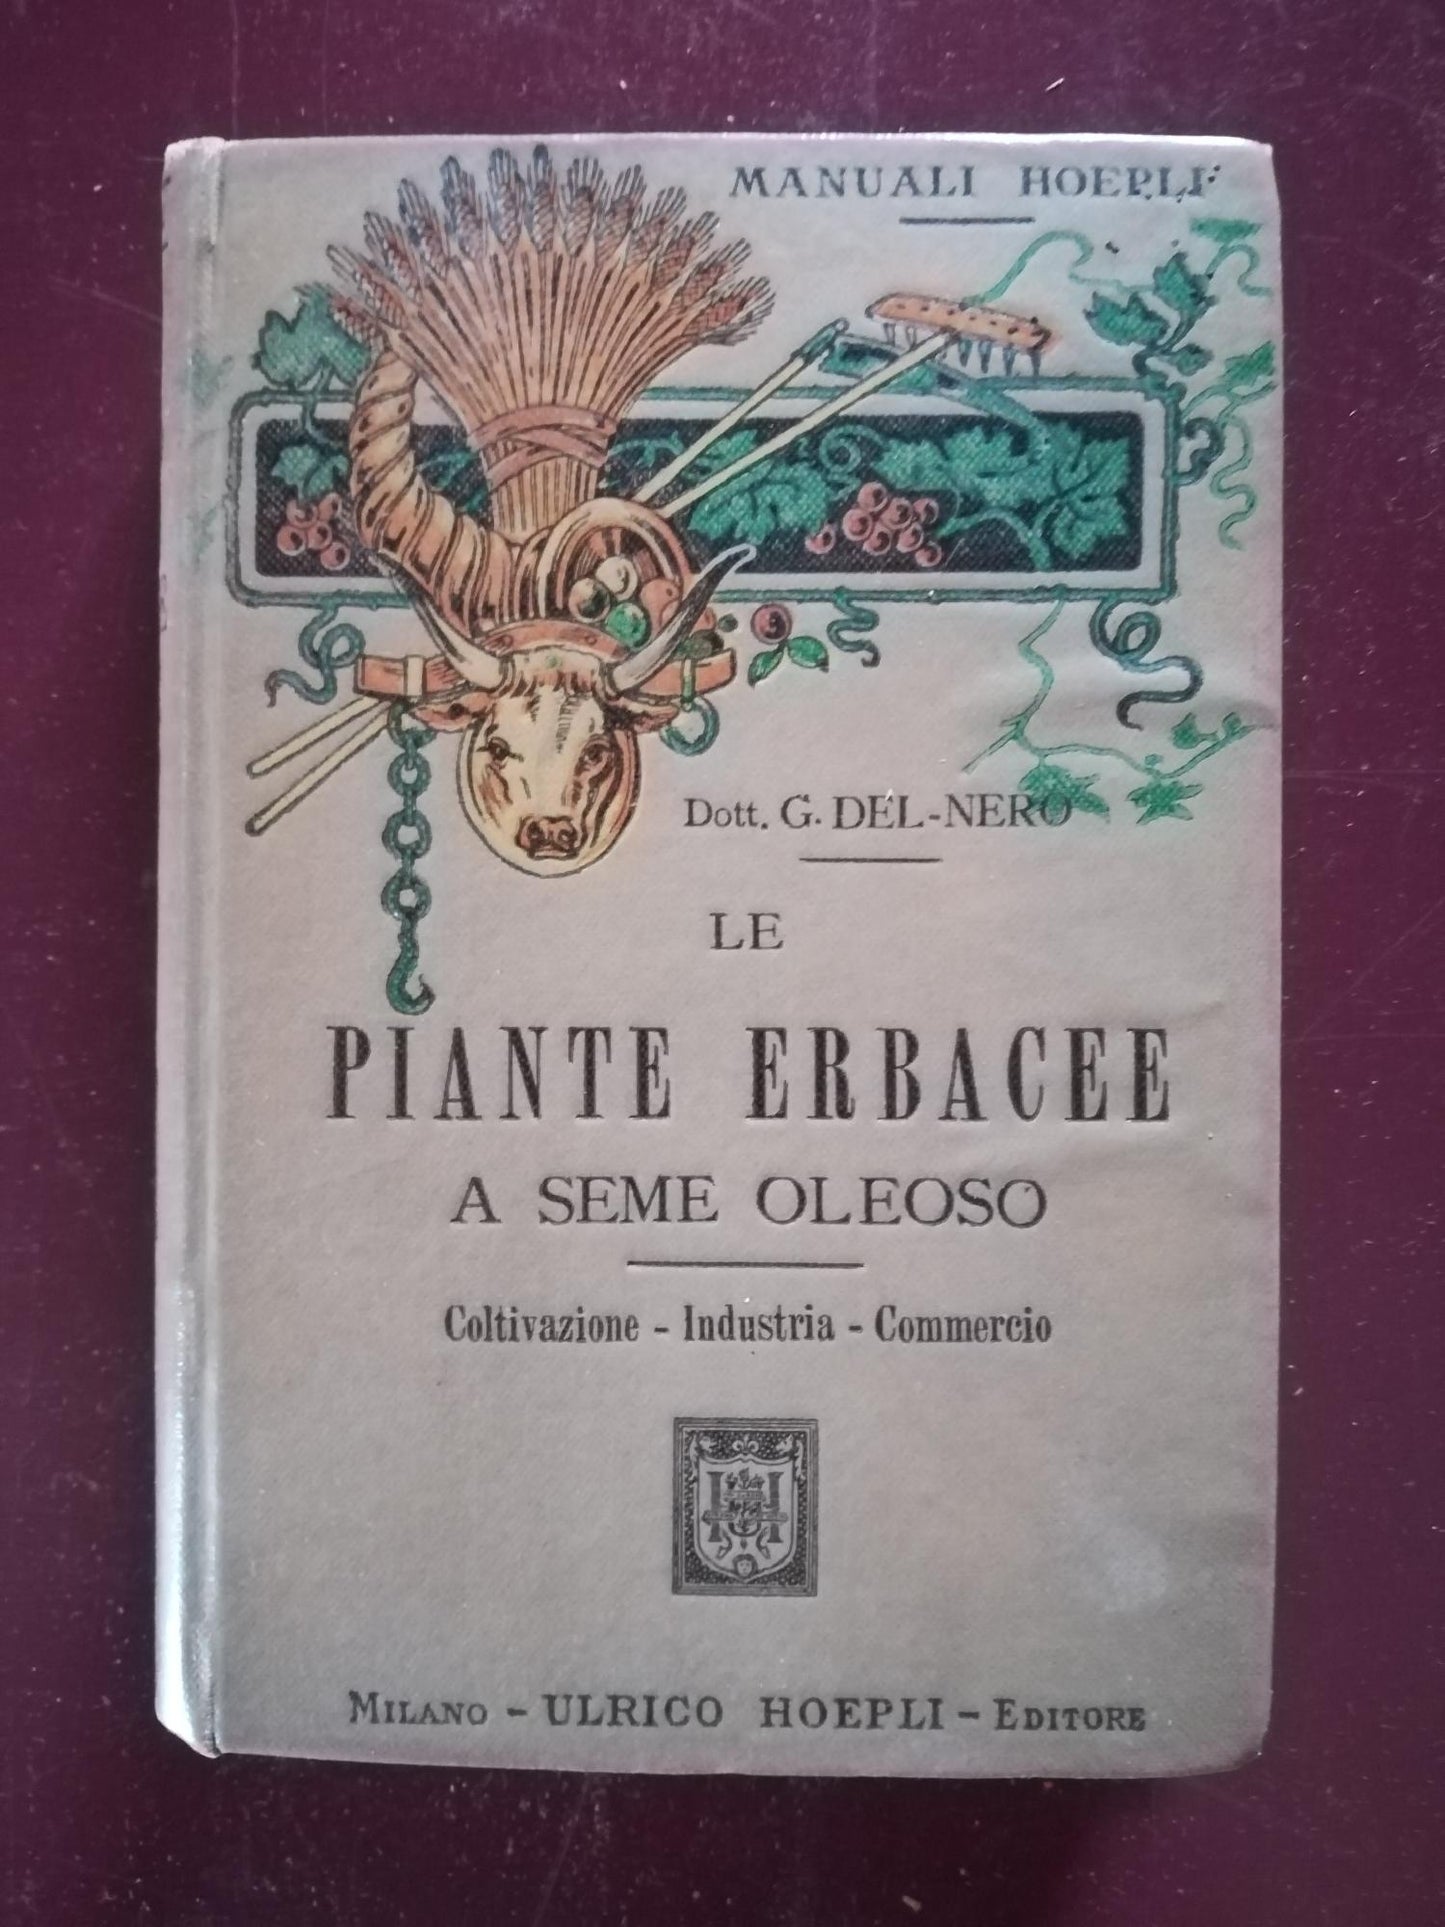 MANUALI HOEPLI
Dott. G. DEL-NERO
LE
PIANTE ERBACEE
A SEME OLEOSO
Coltivazione - Industria - Commercio
MILANO - ULRICO HOEPLI - EDITORE